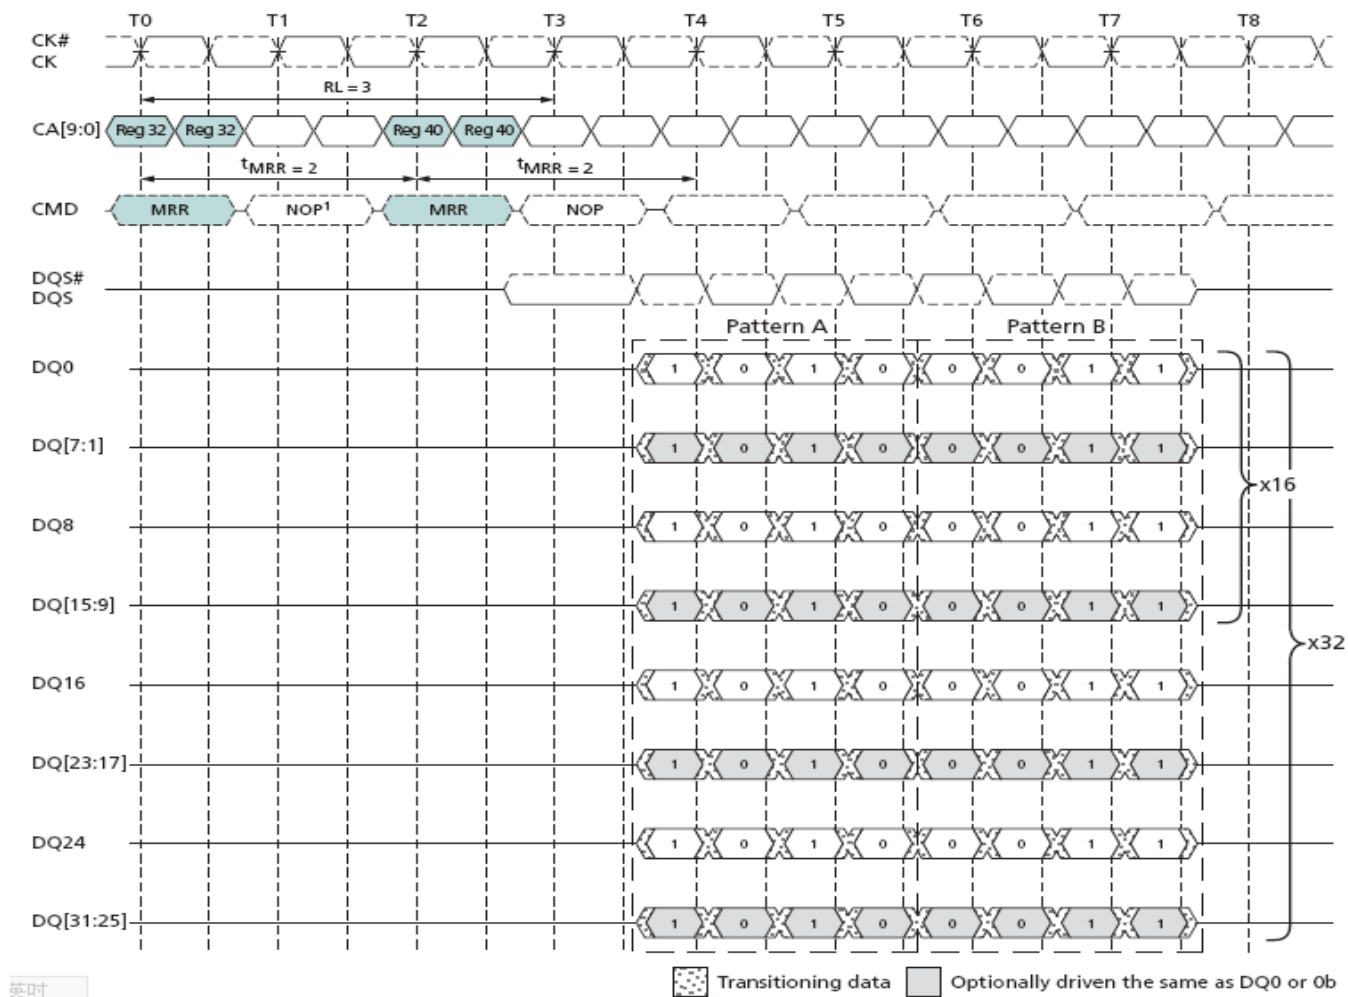 T0 T1 T2 T3 T4 T5 T6 T7 T8
CK#
CK
RL = 3
CA[9:0] Reg 32 Reg 32 Reg 40 Reg 40
tMRR = 2 tMRR = 2
CMD MRR NOP1 MRR NOP
DQS#
DQS
Pattern A Pattern B
DQ0 1 0 1 0 0 0 1 1
DQ[7:1] 1 0 1 0 0 0 1 1
x16
DQ8 1 0 1 0 0 0 1 1
DQ[15:9] 1 0 1 0 0 0 1 1
x32
DQ16 1 0 1 0 0 0 1 1
DQ[23:17] 1 0 1 0 0 0 1 1
DQ24 1 0 1 0 0 0 1 1
DQ[31:25] 1 0 1 0 0 0 1 1
Transitioning data Optionally driven the same as DQ0 or 0b
英吋